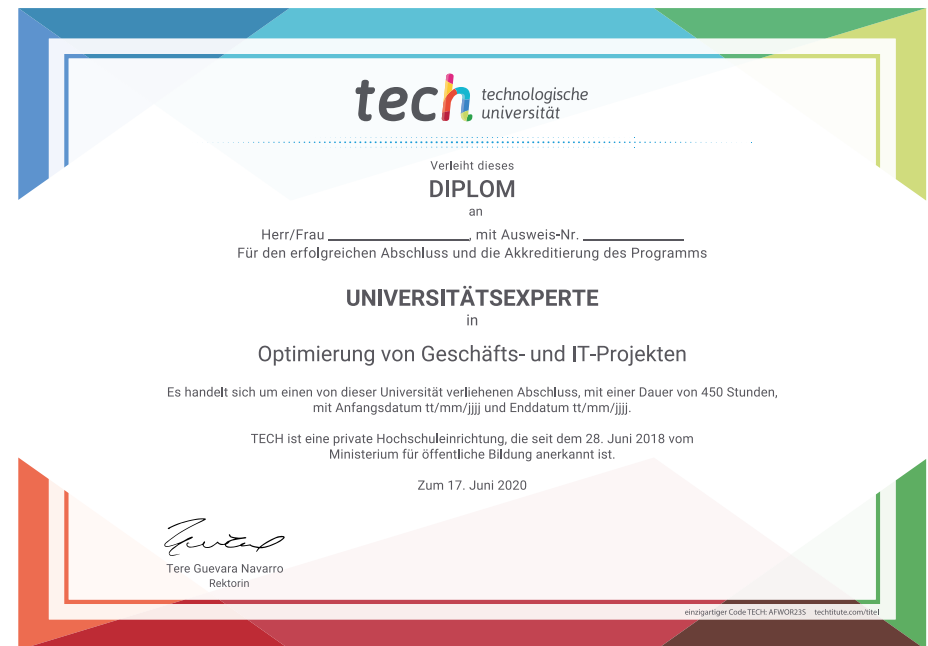 tech technologische
universität
Verleiht dieses
DIPLOM
an
Herr/Frau ____________________, mit Ausweis-Nr. ______________
Für den erfolgreichen Abschluss und die Akkreditierung des Programms
UNIVERSITÄTSEXPERTE
in
Optimierung von Geschäfts- und IT-Projekten
Es handelt sich um einen von dieser Universität verliehenen Abschluss, mit einer Dauer von 450 Stunden,
mit Anfangsdatum tt/mm/jjjj und Enddatum tt/mm/jjjj.
TECH ist eine private Hochschuleinrichtung, die seit dem 28. Juni 2018 vom
Ministerium für öffentliche Bildung anerkannt ist.
Zum 17. Juni 2020
Tere Guevara Navarro
Rektorin
einzigartiger Code TECH: AFWOR23S techtitute.com/titel